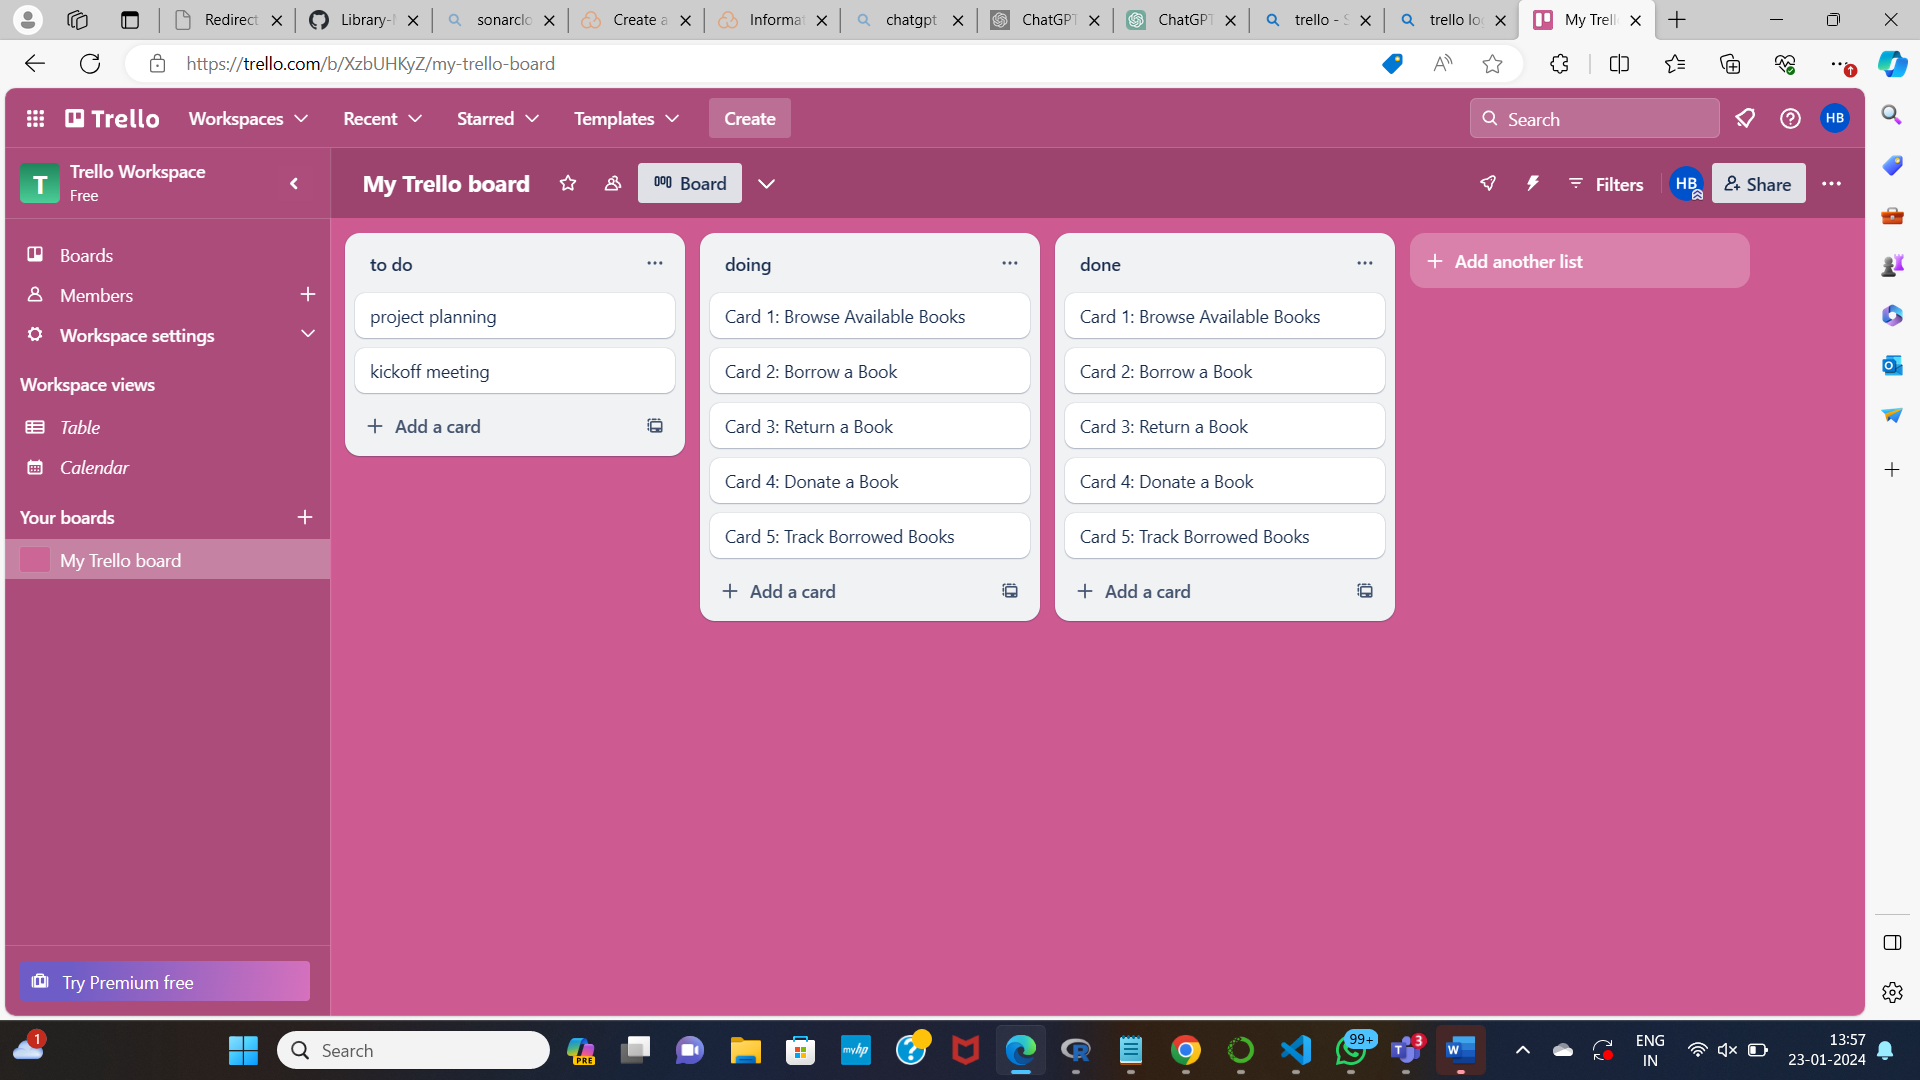 Redirect
Library-M
sonarclo
Create a
Informat
chatgpt
ChatGPT
ChatGPT
trello - S
trello lo
My Trell
https://trello.com/b/XzbUHKyZ/my-trello-board
Trello
Workspaces
Recent
Starred
Templates
Create
Search
HB
T
Trello Workspace
Free
My Trello board
Board
Filters
HB
Share
Boards
Members
Workspace settings
Workspace views
Table
Calendar
Your boards
My Trello board
Try Premium free
to do
project planning
kickoff meeting
Add a card
doing
Card 1: Browse Available Books
Card 2: Borrow a Book
Card 3: Return a Book
Card 4: Donate a Book
Card 5: Track Borrowed Books
Add a card
done
Card 1: Browse Available Books
Card 2: Borrow a Book
Card 3: Return a Book
Card 4: Donate a Book
Card 5: Track Borrowed Books
Add a card
Add another list
1
Search
PRE
myhp
99+
3
ENG
IN
13:57
23-01-2024